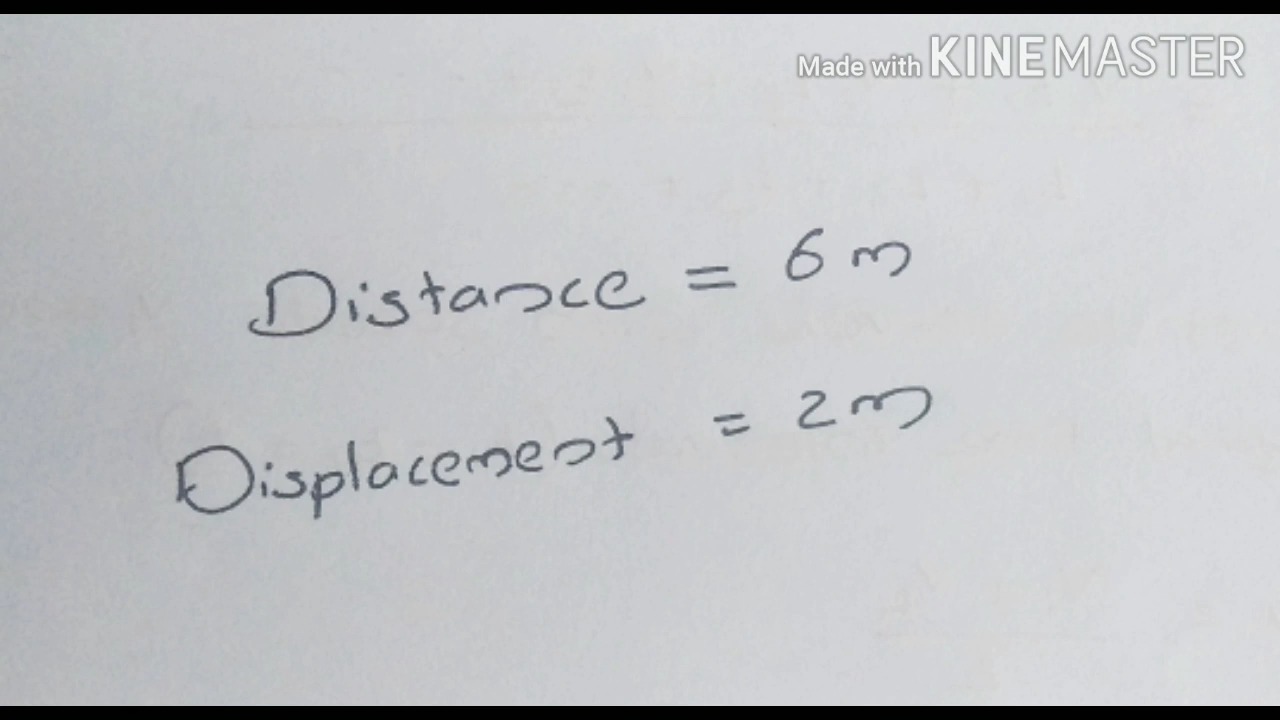 Made with KINEMASTER
Distance = 6 m
Displacement = 2 m